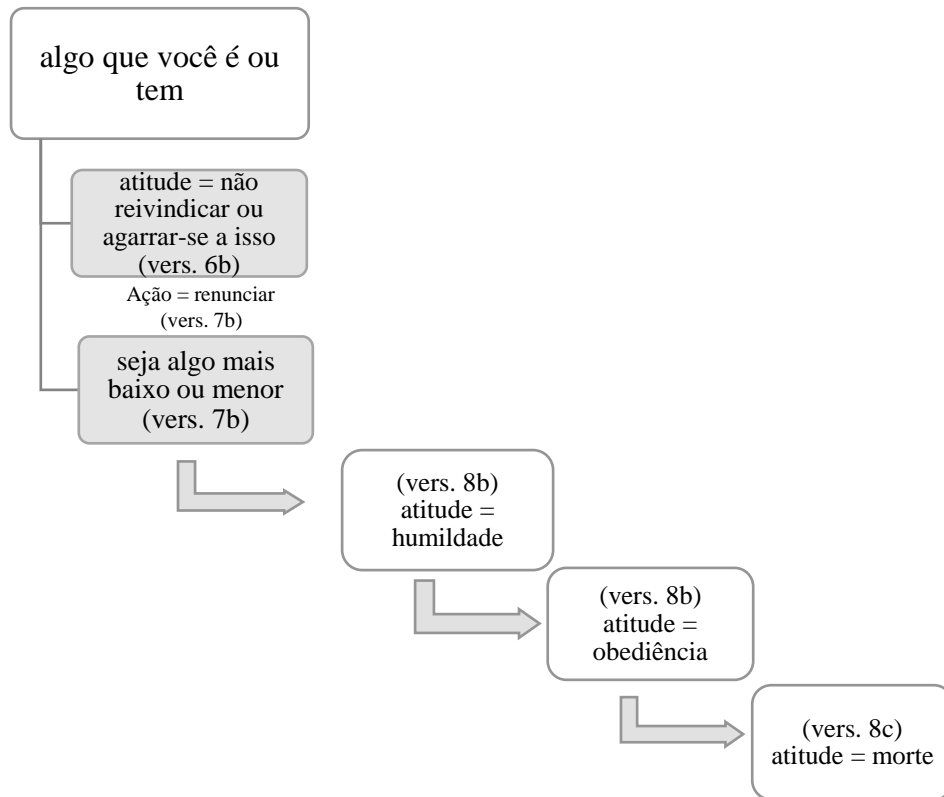 algo que você é ou
tem
atitude = não
reivindicar ou
agarrar-se a isso
(vers. 6b)
Ação = renunciar
(vers. 7b)
seja algo mais
baixo ou menor
(vers. 7b)
(vers. 8b)
atitude =
humildade
(vers. 8b)
atitude =
obediência
(vers. 8c)
atitude = morte